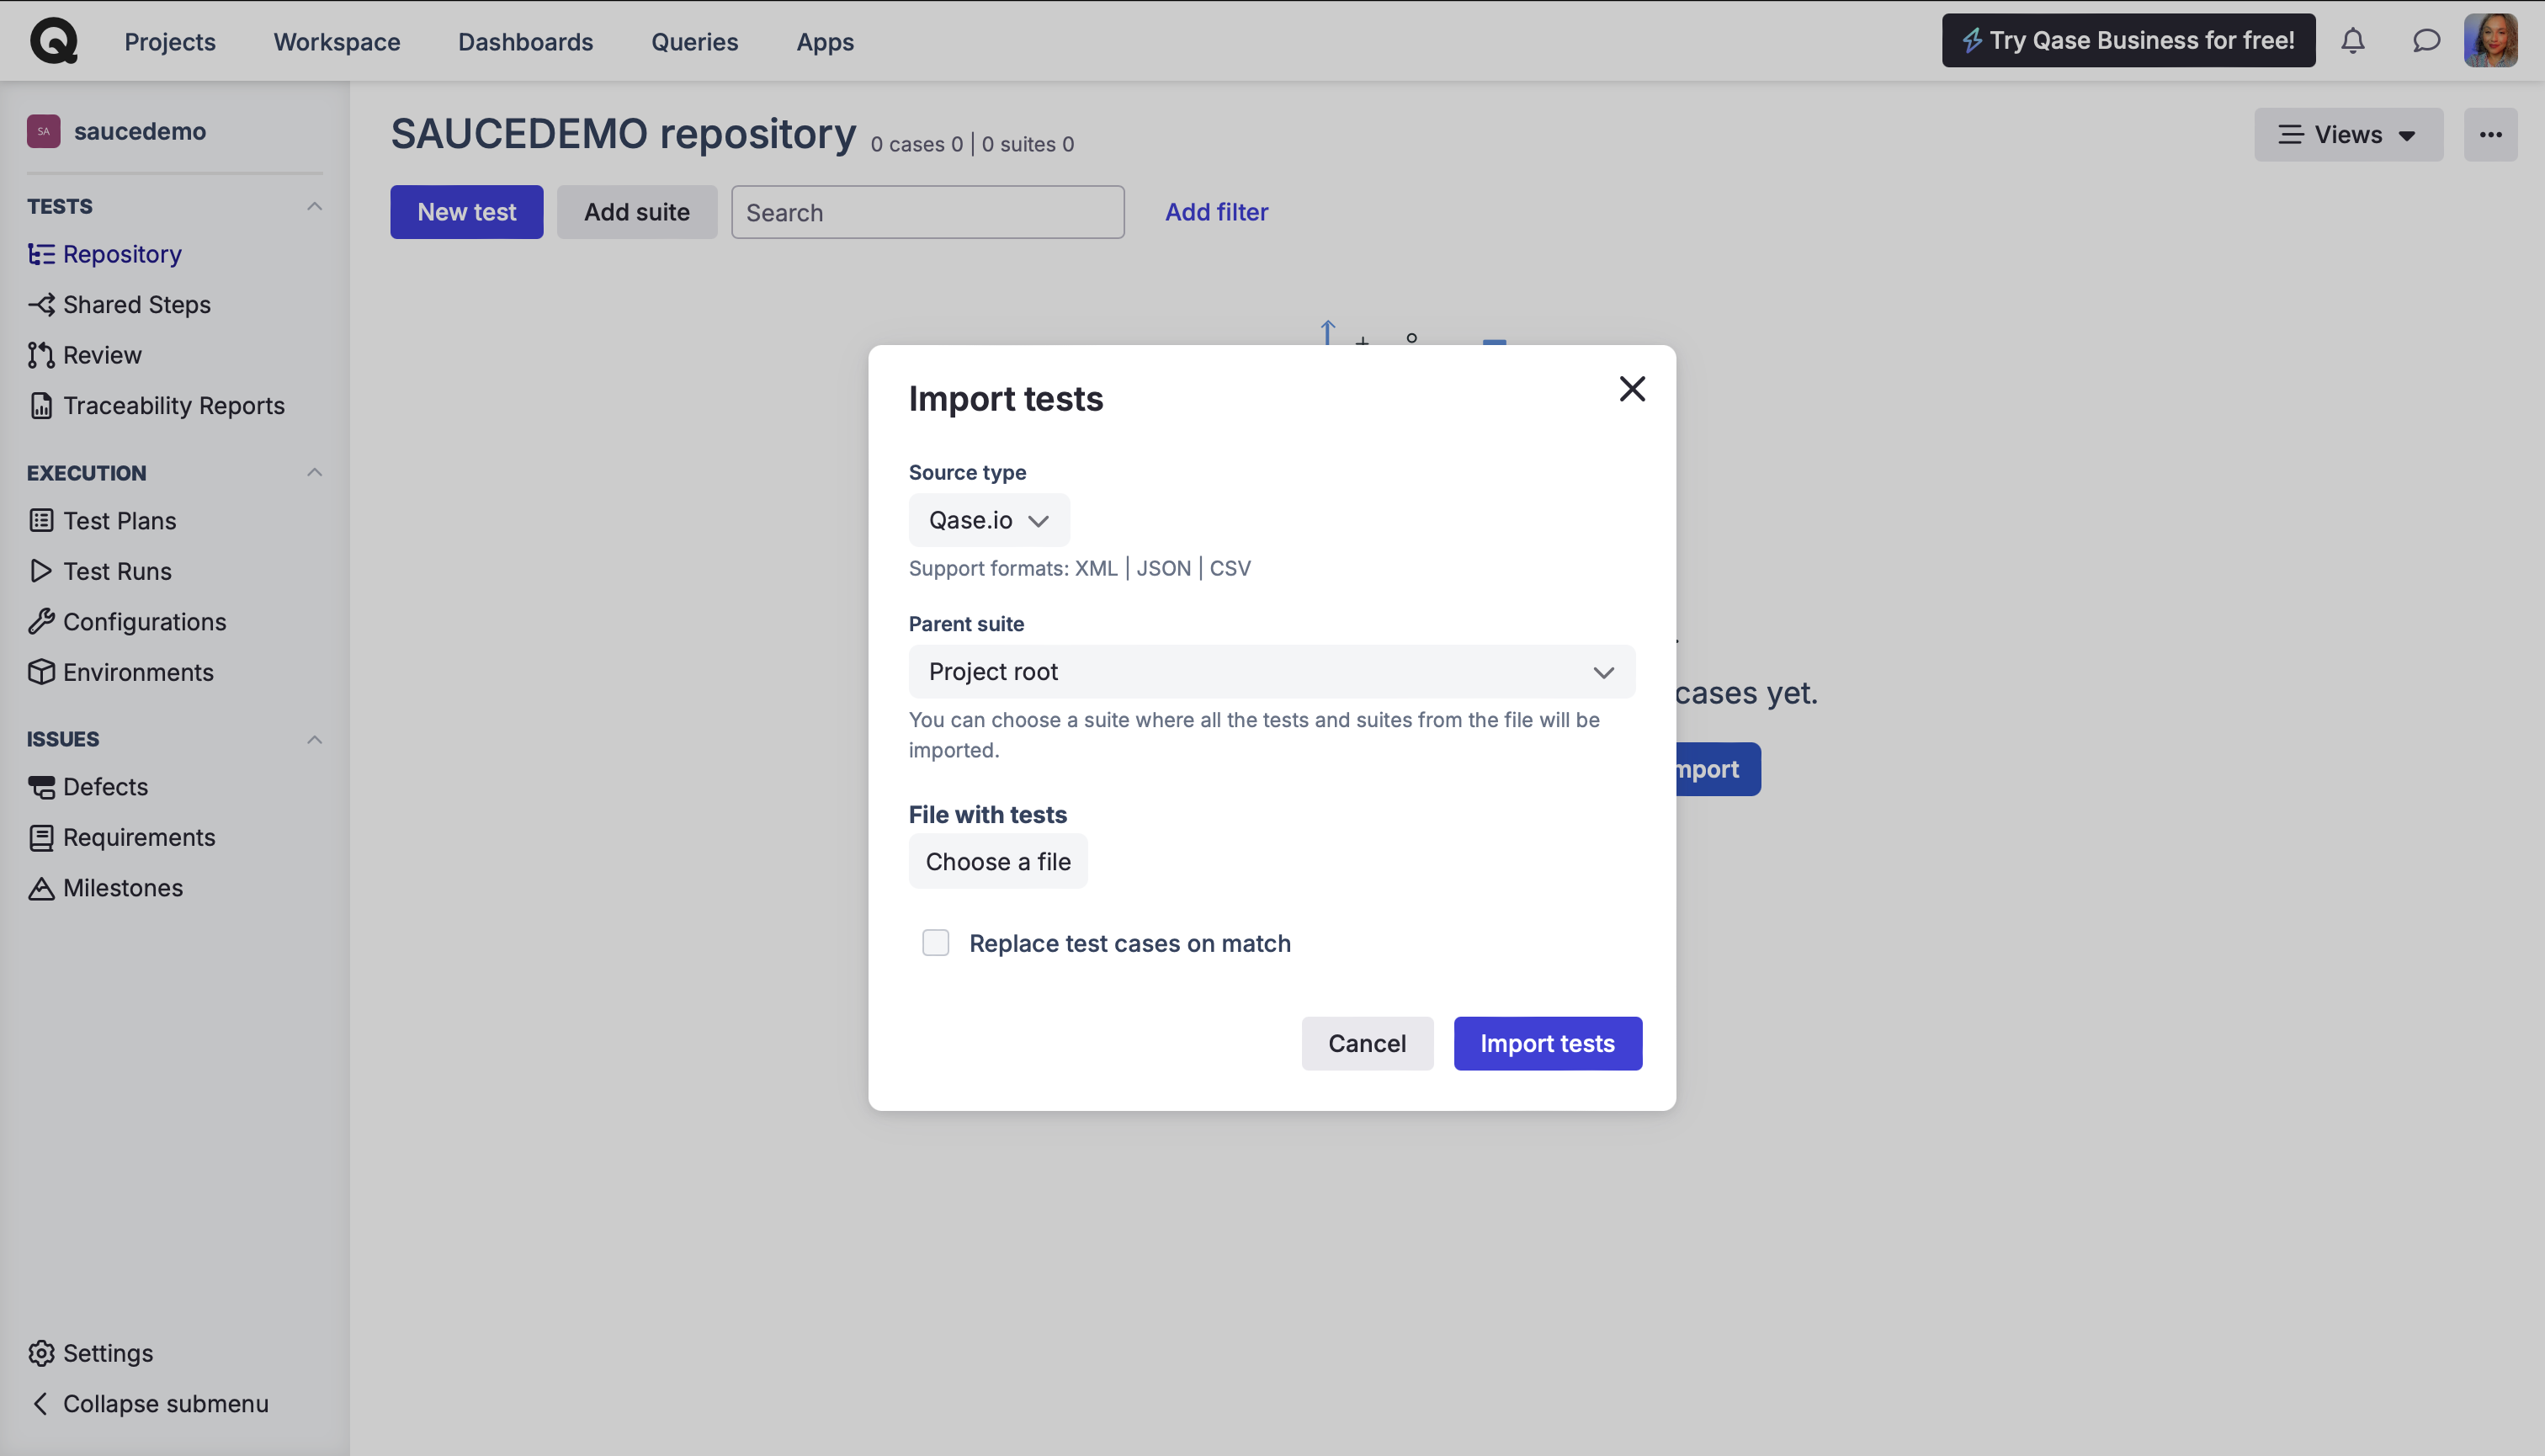 Projects
Workspace
Dashboards
Queries
Apps
Try Qase Business for free!
SA
saucedemo
TESTS
Repository
Shared Steps
Review
Traceability Reports
EXECUTION
Test Plans
Test Runs
Configurations
Environments
ISSUES
Defects
Requirements
Milestones
Settings
Collapse submenu
SAUCEDEMO repository 0 cases 0 | 0 suites 0
Views
New test
Add suite
Search
Add filter
cases yet.
Import tests
Source type
Qase.io
Support formats: XML | JSON | CSV
Parent suite
Project root
You can choose a suite where all the tests and suites from the file will be
imported.
File with tests
Choose a file
Replace test cases on match
Cancel
Import tests